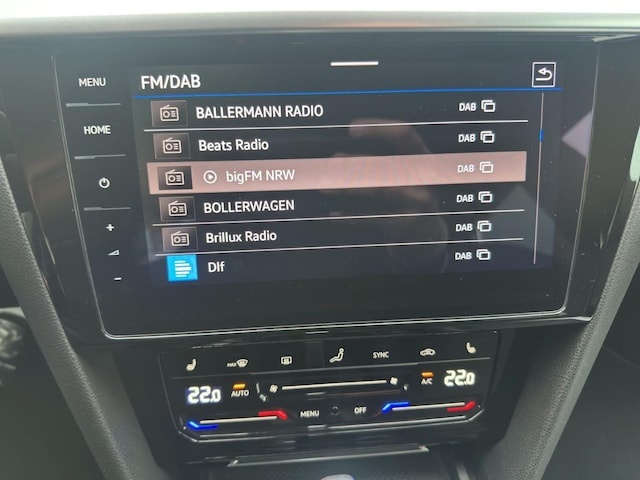 MENU
FM/DAB
BALLERMANN RADIO DAB
HOME
Beats Radio DAB
bigFM NRW DAB
BOLLERWAGEN DAB
+
Brillux Radio DAB
-
Dlf DAB
MAX
SYNC
22.0 AUTO A/C 22.0
MENU OFF